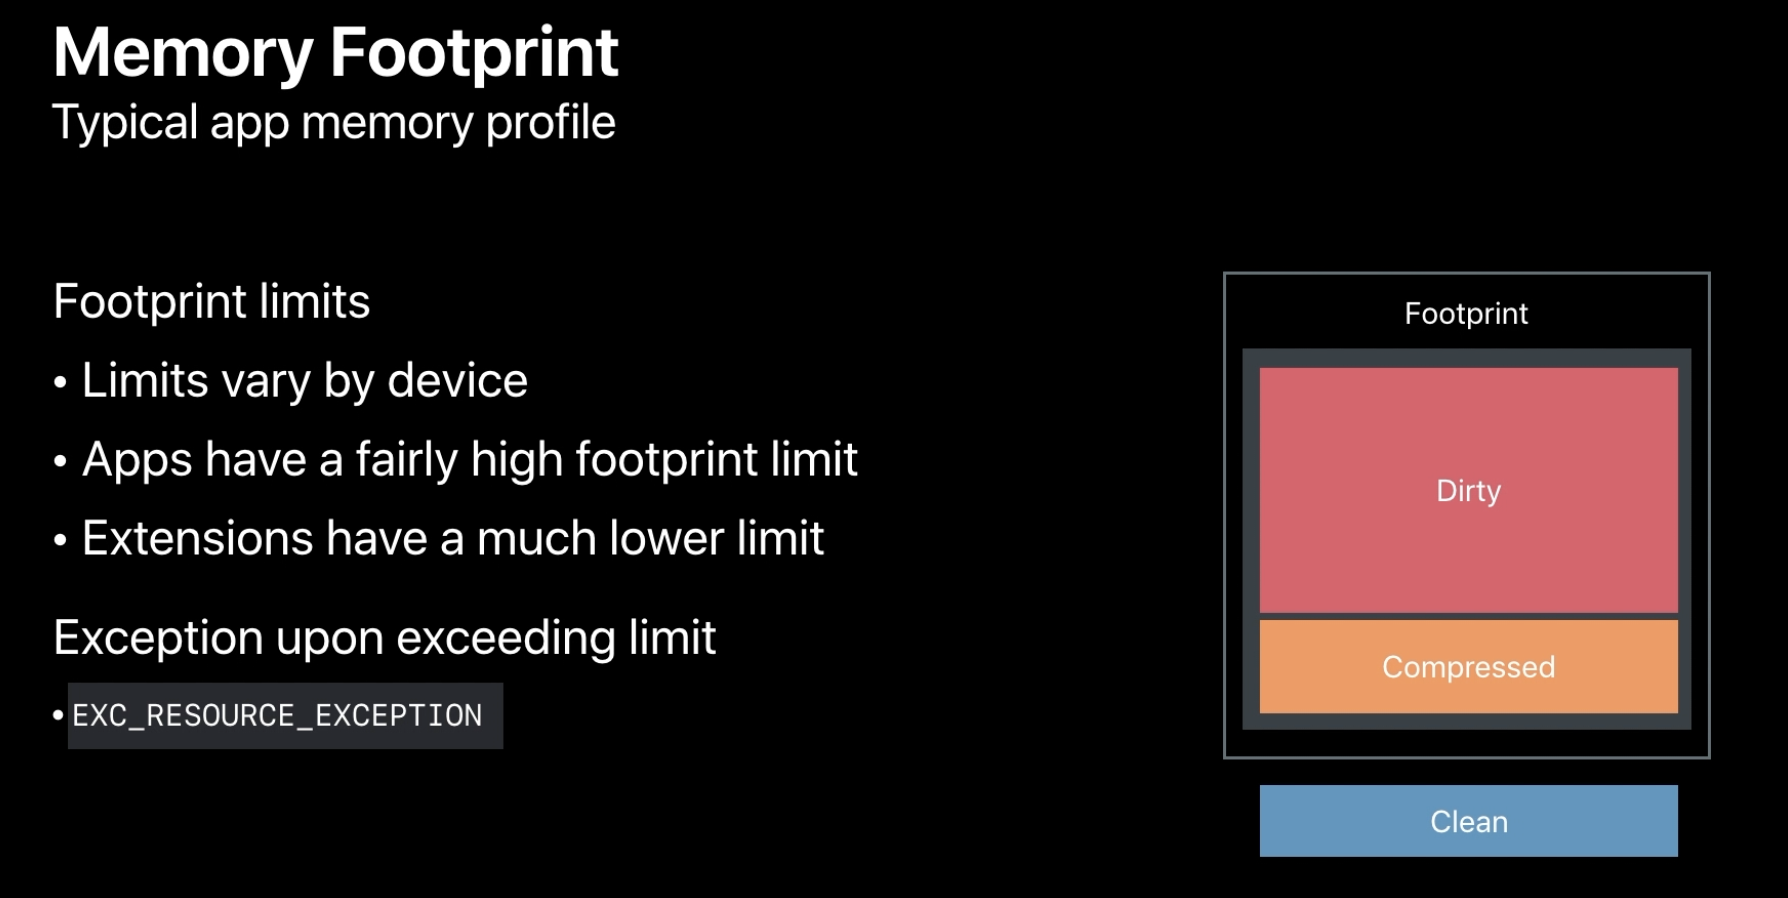 Memory Footprint
Typical app memory profile
Footprint limits
• Limits vary by device
• Apps have a fairly high footprint limit
• Extensions have a much lower limit
Exception upon exceeding limit
• EXC_RESOURCE_EXCEPTION
Footprint
Dirty
Compressed
Clean